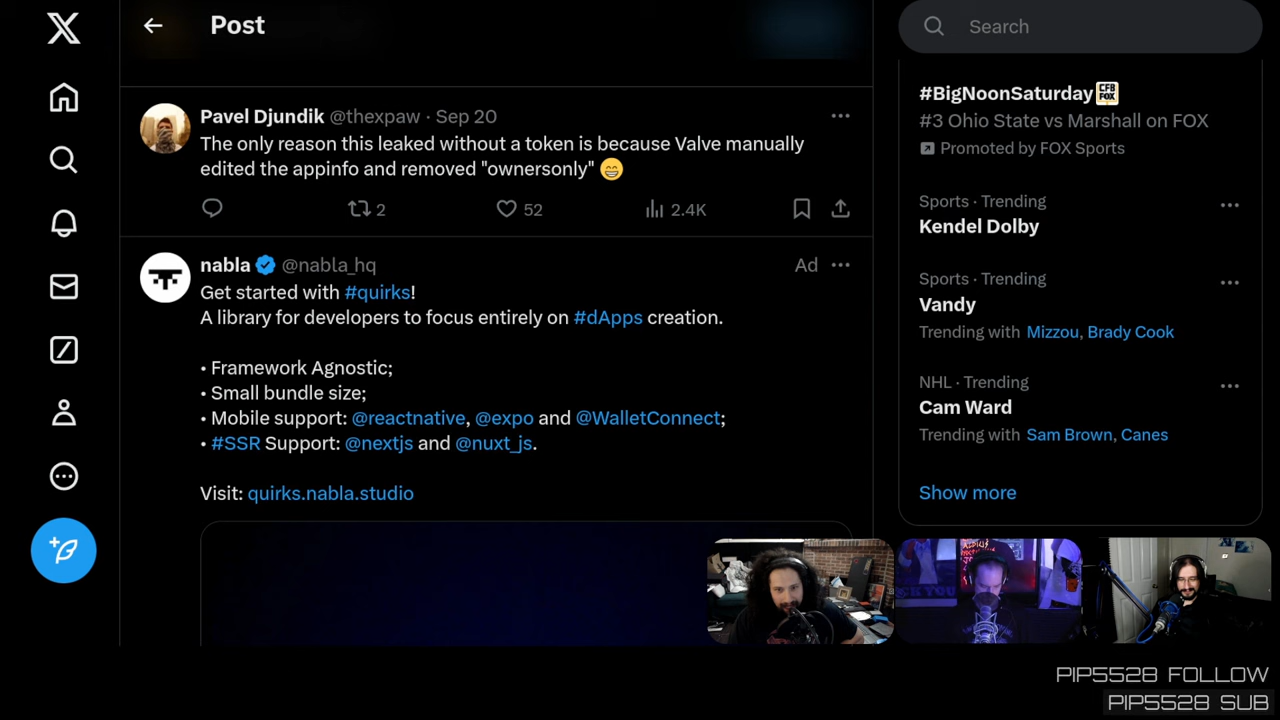 Post
Search
Pavel Djundik @thexpaw · Sep 20
The only reason this leaked without a token is because Valve manually
edited the appinfo and removed "ownersonly" 😁
2
52
2.4K
nabla @nabla_hq
Ad
Get started with #quirks!
A library for developers to focus entirely on #dApps creation.
• Framework Agnostic;
• Small bundle size;
• Mobile support: @reactnative, @expo and @WalletConnect;
• #SSR Support: @nextjs and @nuxt_js.
Visit: quirks.nabla.studio
#BigNoonSaturday
CFB
FOX
#3 Ohio State vs Marshall on FOX
Promoted by FOX Sports
Sports · Trending
Kendel Dolby
Sports · Trending
Vandy
Trending with Mizzou, Brady Cook
NHL · Trending
Cam Ward
Trending with Sam Brown, Canes
Show more
PIP5528 FOLLOW
PIP5528 SUB